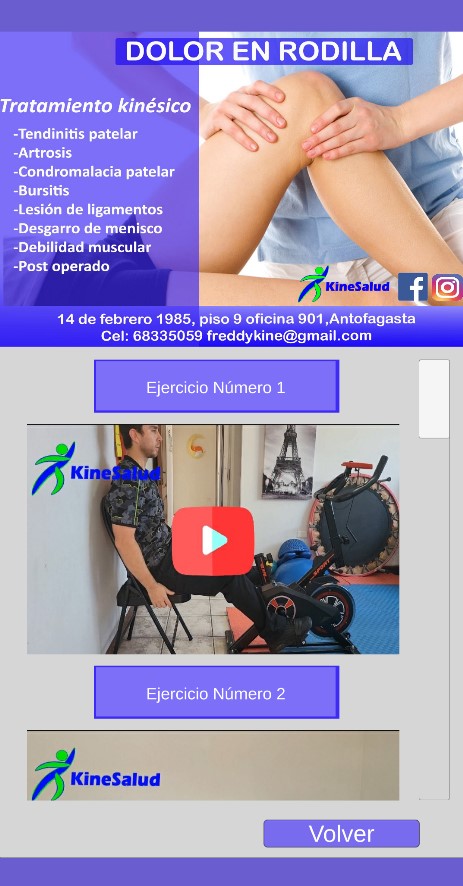 DOLOR EN RODILLA
Tratamiento kinésico
-Tendinitis patelar
-Artrosis
-Condromalacia patelar
-Bursitis
-Lesión de ligamentos
-Desgarro de menisco
-Debilidad muscular
-Post operado
KineSalud
14 de febrero 1985, piso 9 oficina 901,Antofagasta
Cel: 68335059 freddykine@gmail.com
Ejercicio Número 1
KineSalud
Ejercicio Número 2
KineSalud
Volver